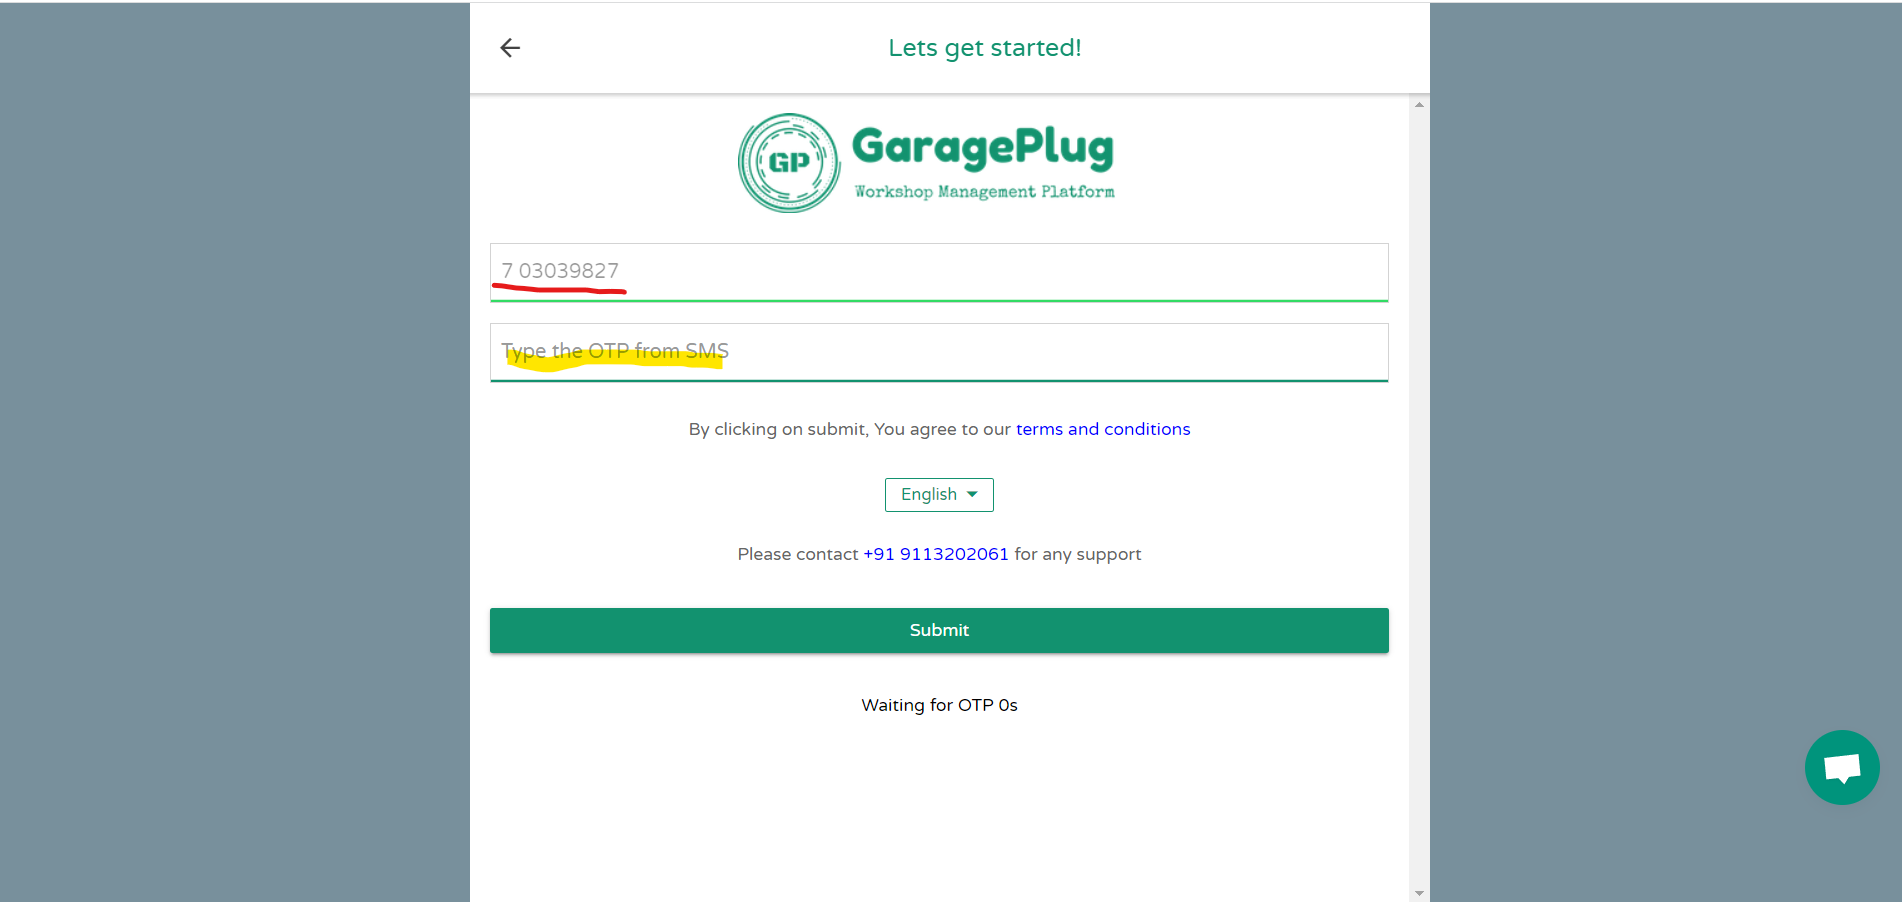 Lets get started!
GP
GaragePlug
Workshop Management Platform
7 03039827
Type the OTP from SMS
By clicking on submit, You agree to our terms and conditions
English
Please contact +91 9113202061 for any support
Submit
Waiting for OTP 0s